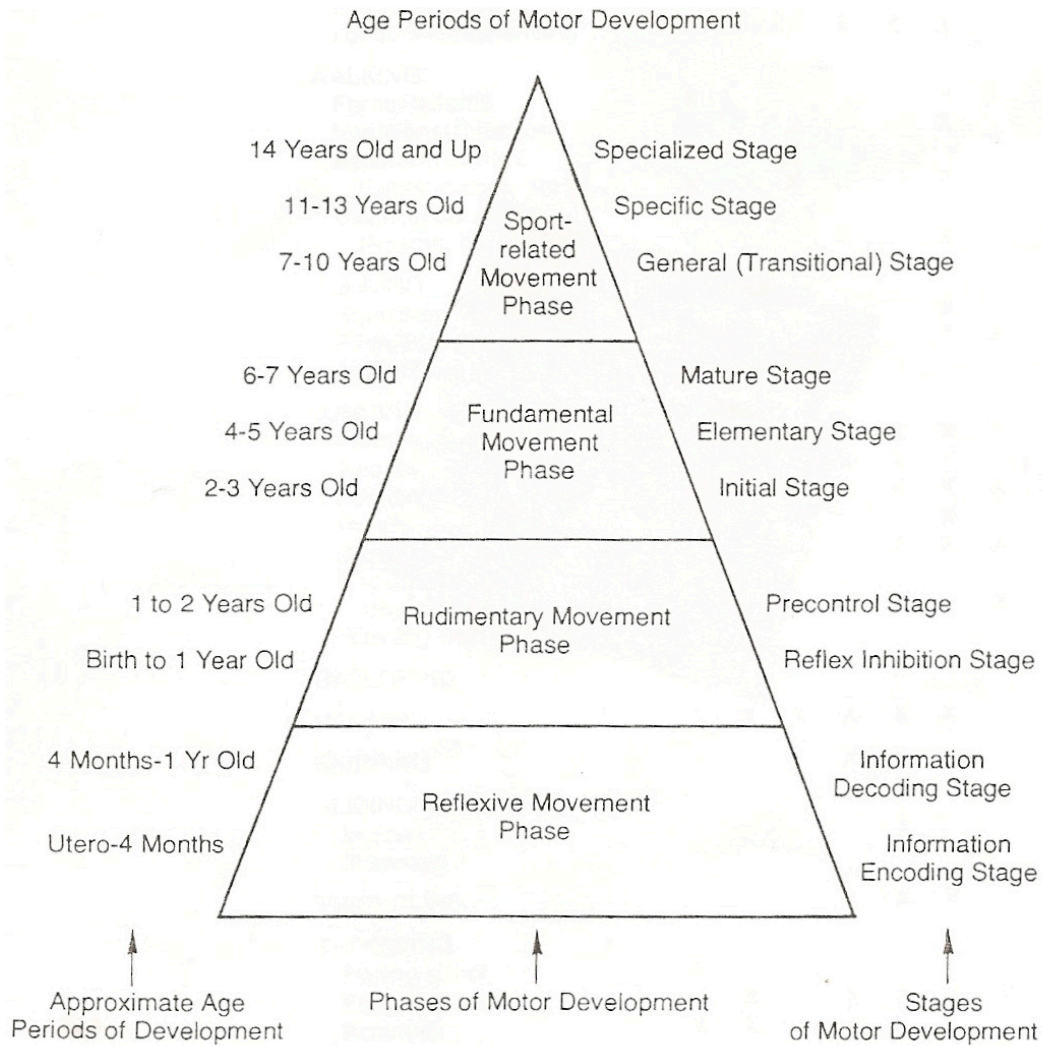 Age Periods of Motor Development
14 Years Old and Up
Specialized Stage
11-13 Years Old
Specific Stage
Sport-
related
Movement
Phase
7-10 Years Old
General (Transitional) Stage
6-7 Years Old
Mature Stage
Fundamental
Movement
Phase
4-5 Years Old
Elementary Stage
2-3 Years Old
Initial Stage
1 to 2 Years Old
Rudimentary Movement
Phase
Precontrol Stage
Birth to 1 Year Old
Reflex Inhibition Stage
4 Months-1 Yr Old
Information
Decoding Stage
Reflexive Movement
Phase
Utero-4 Months
Information
Encoding Stage
Approximate Age
Periods of Development
Phases of Motor Development
Stages
of Motor Development